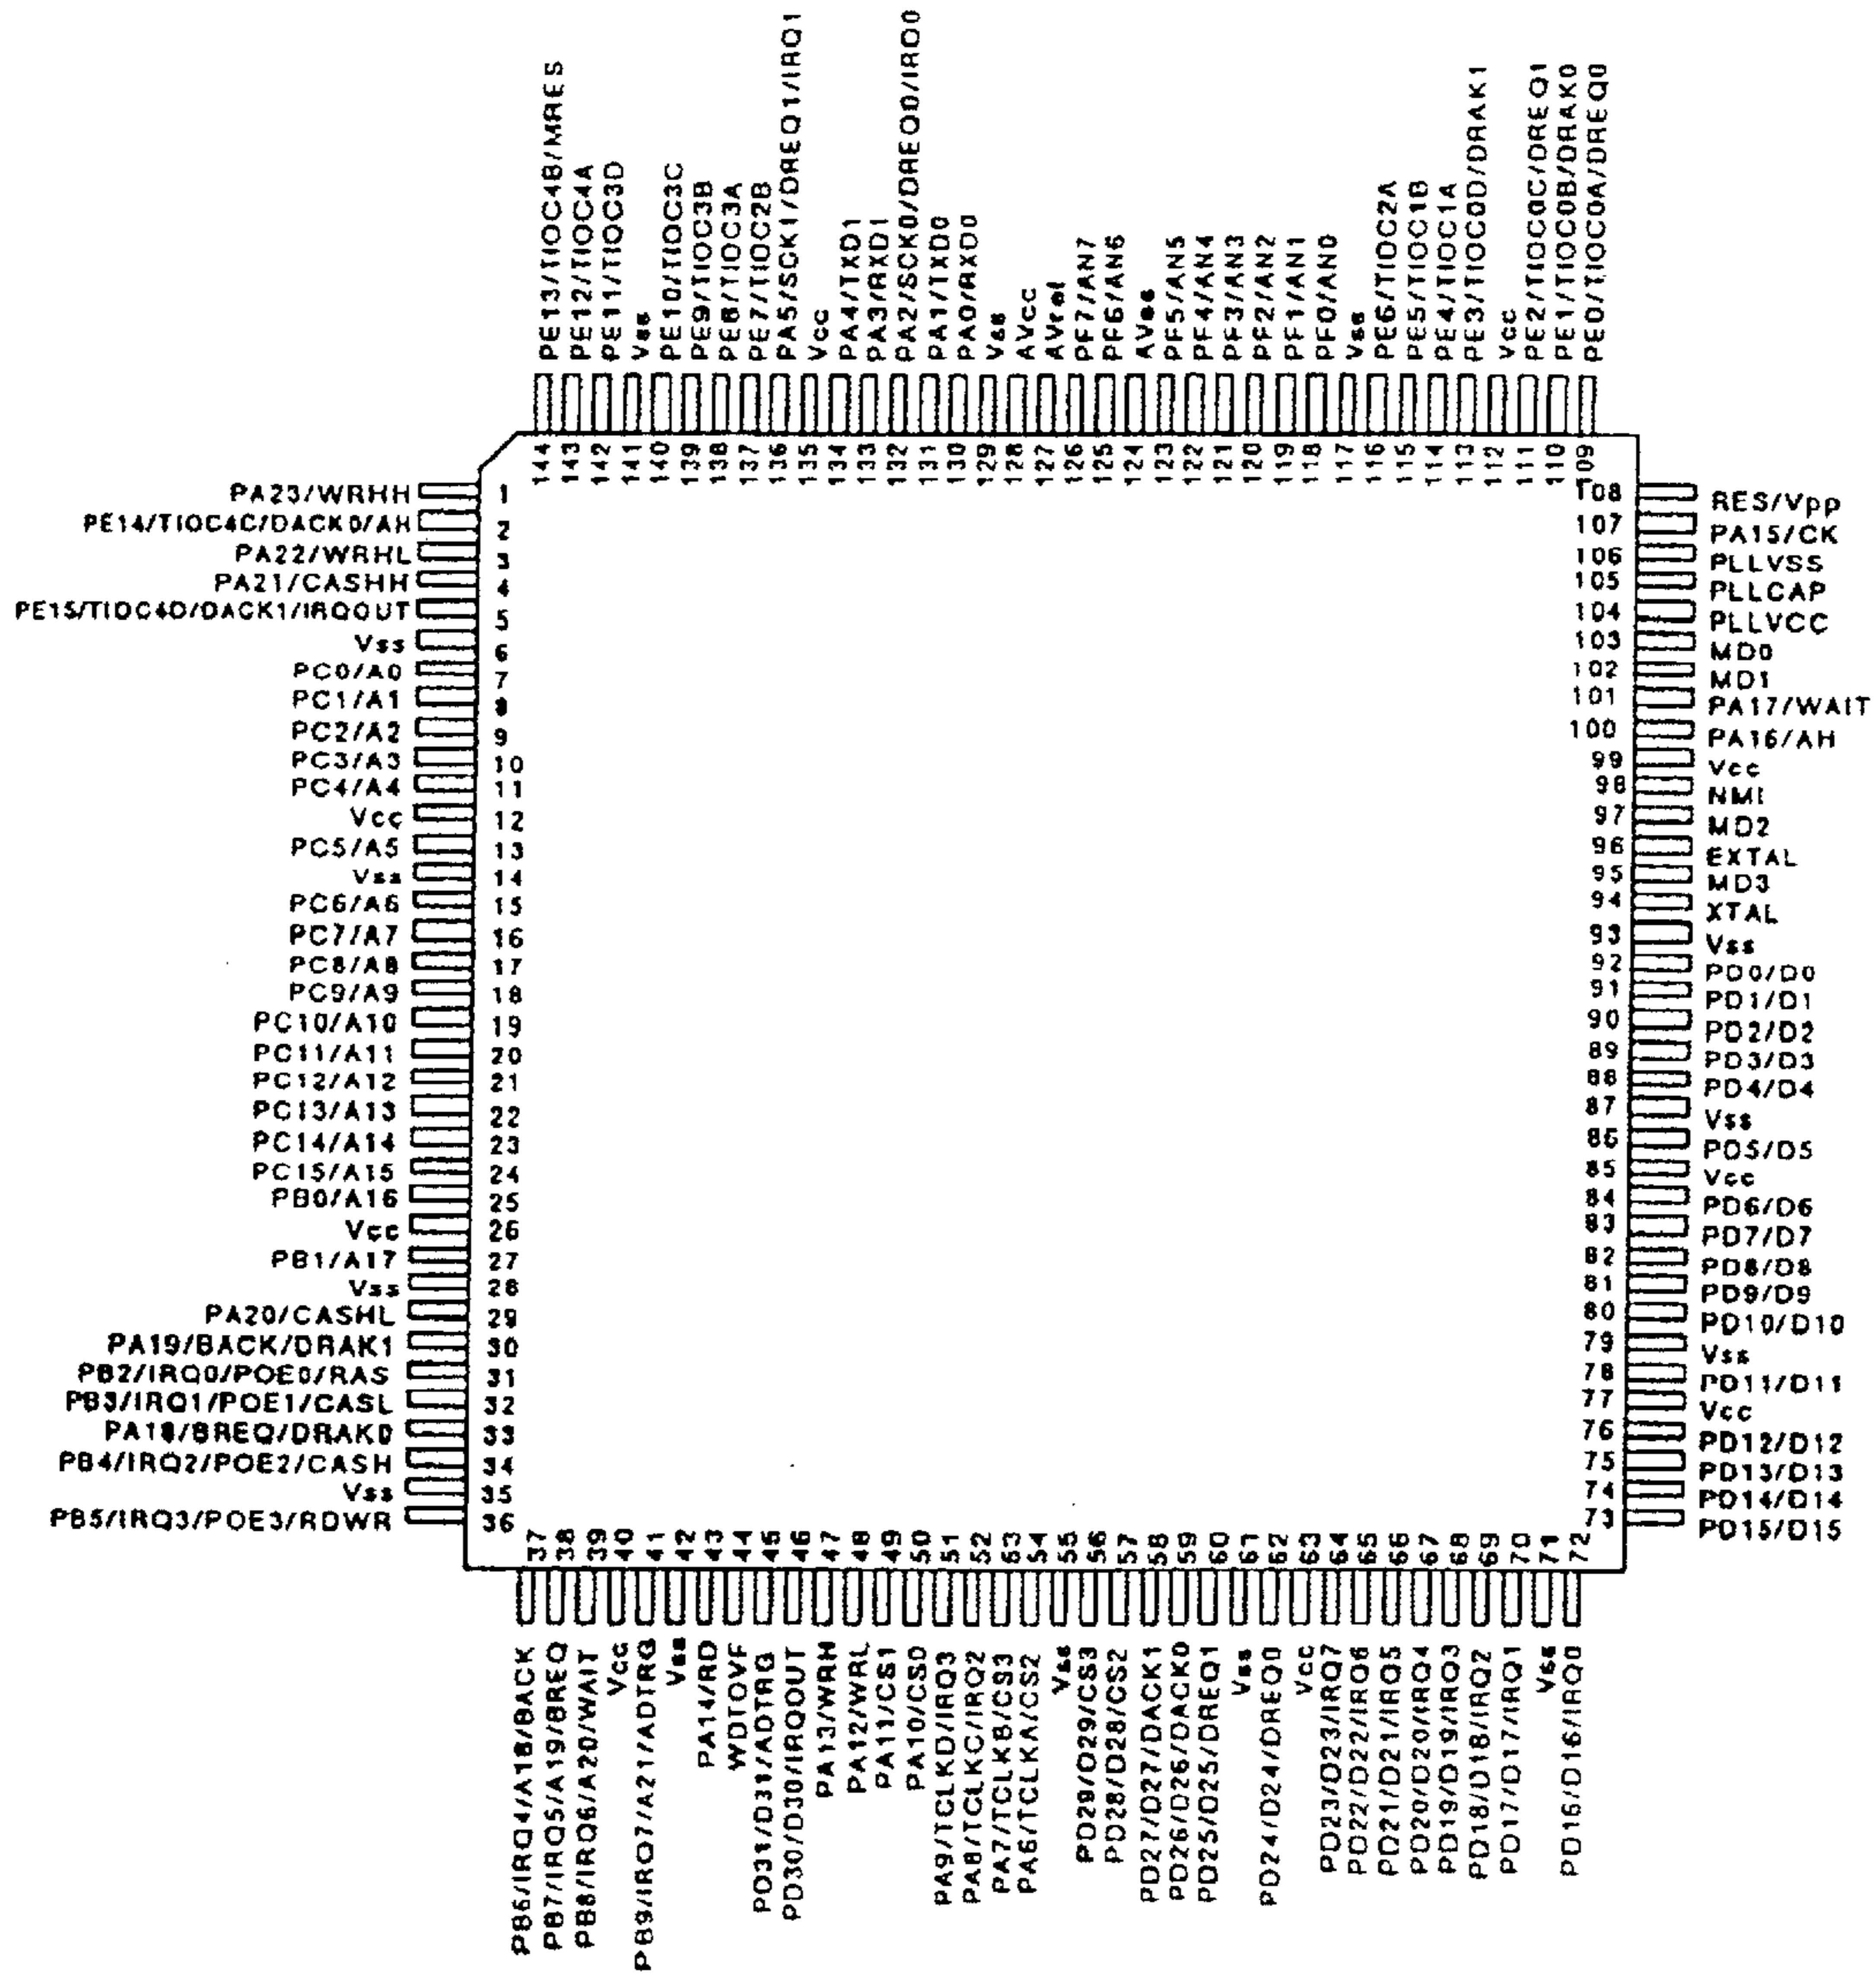 PE13/TIOC4B/MRES
PE12/TIOC4A
PE11/TIOC3D
Vss
PE10/TIOC3C
PE9/TIOC3B
PE8/TIOC3A
PE7/TIOC2B
PA5/SCK1/DREQ1/IRQ1
Vcc
PA4/TXD1
PA3/RXD1
PA2/SCK0/DREQ0/IRQ0
PA1/TXD0
PA0/RXD0
Vss
AVcc
AVref
PF7/AN7
PF6/AN6
AVss
PF5/AN5
PF4/AN4
PF3/AN3
PF2/AN2
PF1/AN1
PF0/AN0
Vss
PE6/TIOC2A
PE5/TIOC1B
PE4/TIOC1A
PE3/TIOC0D/DRAK1
Vcc
PE2/TIOC0C/DREQ1
PE1/TIOC0B/DRAK0
PE0/TIOC0A/DREQ0
144
143
142
141
140
139
138
137
136
135
134
133
132
131
130
129
128
127
126
125
124
123
122
121
120
119
118
117
116
115
114
113
112
111
110
109
PA23/WRHH 1
PE14/TIOC4C/DACK0/AH 2
PA22/WRHL 3
PA21/CASHH 4
PE15/TIOC4D/DACK1/IRQOUT 5
Vss 6
PC0/A0 7
PC1/A1 8
PC2/A2 9
PC3/A3 10
PC4/A4 11
Vcc 12
PC5/A5 13
Vss 14
PC6/A6 15
PC7/A7 16
PC8/A8 17
PC9/A9 18
PC10/A10 19
PC11/A11 20
PC12/A12 21
PC13/A13 22
PC14/A14 23
PC15/A15 24
PB0/A16 25
Vcc 26
PB1/A17 27
Vss 28
PA20/CASHL 29
PA19/BACK/DRAK1 30
PB2/IRQ0/POE0/RAS 31
PB3/IRQ1/POE1/CASL 32
PA18/BREQ/DRAK0 33
PB4/IRQ2/POE2/CASH 34
Vss 35
PB5/IRQ3/POE3/RDWR 36
108 RES/Vpp
107 PA15/CK
106 PLLVSS
105 PLLCAP
104 PLLVCC
103 MD0
102 MD1
101 PA17/WAIT
100 PA16/AH
99 Vcc
98 NMI
97 MD2
96 EXTAL
95 MD3
94 XTAL
93 Vss
92 PD0/D0
91 PD1/D1
90 PD2/D2
89 PD3/D3
88 PD4/D4
87 Vss
86 PD5/D5
85 Vcc
84 PD6/D6
83 PD7/D7
82 PD8/D8
81 PD9/D9
80 PD10/D10
79 Vss
78 PD11/D11
77 Vcc
76 PD12/D12
75 PD13/D13
74 PD14/D14
73 PD15/D15
37
38
39
40
41
42
43
44
45
46
47
48
49
50
51
52
53
54
55
56
57
58
59
60
61
62
63
64
65
66
67
68
69
70
71
72
PB6/IRQ4/A18/BACK
PB7/IRQ5/A19/BREQ
PB8/IRQ6/A20/WAIT
Vcc
PB9/IRQ7/A21/ADTRG
Vss
PA14/RD
WDTOVF
PD31/D31/ADTRG
PD30/D30/IRQOUT
PA13/WRH
PA12/WRL
PA11/CS1
PA10/CS0
PA9/TCLKD/IRQ3
PA8/TCLKC/IRQ2
PA7/TCLKB/CS3
PA6/TCLKA/CS2
Vss
PD29/D29/CS3
PD28/D28/CS2
PD27/D27/DACK1
PD26/D26/DACK0
PD25/D25/DREQ1
Vss
PD24/D24/DREQ0
Vcc
PD23/D23/IRQ7
PD22/D22/IRQ6
PD21/D21/IRQ5
PD20/D20/IRQ4
PD19/D19/IRQ3
PD18/D18/IRQ2
PD17/D17/IRQ1
Vss
PD16/D16/IRQ0